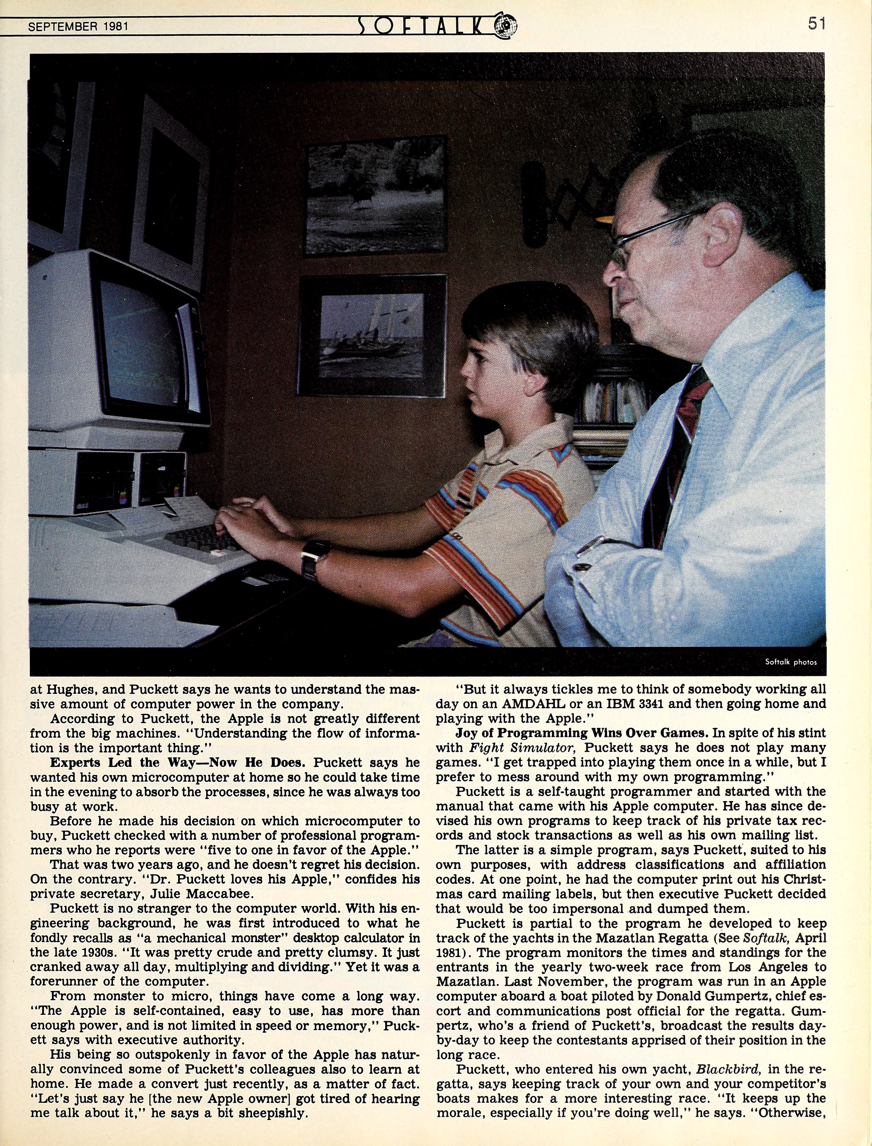 SEPTEMBER 1981
SOFTALK
51
Softalk photos
at Hughes, and Puckett says he wants to understand the mas-
sive amount of computer power in the company.
According to Puckett, the Apple is not greatly different
from the big machines. "Understanding the flow of informa-
tion is the important thing."
Experts Led the Way—Now He Does. Puckett says he
wanted his own microcomputer at home so he could take time
in the evening to absorb the processes, since he was always too
busy at work.
Before he made his decision on which microcomputer to
buy, Puckett checked with a number of professional program-
mers who he reports were "five to one in favor of the Apple."
That was two years ago, and he doesn't regret his decision.
On the contrary. "Dr. Puckett loves his Apple," confides his
private secretary, Julie Maccabee.
Puckett is no stranger to the computer world. With his en-
gineering background, he was first introduced to what he
fondly recalls as "a mechanical monster" desktop calculator in
the late 1930s. "It was pretty crude and pretty clumsy. It just
cranked away all day, multiplying and dividing." Yet it was a
forerunner of the computer.
From monster to micro, things have come a long way.
"The Apple is self-contained, easy to use, has more than
enough power, and is not limited in speed or memory," Puck-
ett says with executive authority.
His being so outspokenly in favor of the Apple has natur-
ally convinced some of Puckett's colleagues also to learn at
home. He made a convert just recently, as a matter of fact.
"Let's just say he [the new Apple owner] got tired of hearing
me talk about it," he says a bit sheepishly.
"But it always tickles me to think of somebody working all
day on an AMDAHL or an IBM 3341 and then going home and
playing with the Apple."
Joy of Programming Wins Over Games. In spite of his stint
with Fight Simulator, Puckett says he does not play many
games. "I get trapped into playing them once in a while, but I
prefer to mess around with my own programming."
Puckett is a self-taught programmer and started with the
manual that came with his Apple computer. He has since de-
vised his own programs to keep track of his private tax rec-
ords and stock transactions as well as his own mailing list.
The latter is a simple program, says Puckett, suited to his
own purposes, with address classifications and affiliation
codes. At one point, he had the computer print out his Christ-
mas card mailing labels, but then executive Puckett decided
that would be too impersonal and dumped them.
Puckett is partial to the program he developed to keep
track of the yachts in the Mazatlan Regatta (See Softalk, April
1981). The program monitors the times and standings for the
entrants in the yearly two-week race from Los Angeles to
Mazatlan. Last November, the program was run in an Apple
computer aboard a boat piloted by Donald Gumpertz, chief es-
cort and communications post official for the regatta. Gum-
pertz, who's a friend of Puckett's, broadcast the results day-
by-day to keep the contestants apprised of their position in the
long race.
Puckett, who entered his own yacht, Blackbird, in the re-
gatta, says keeping track of your own and your competitor's
boats makes for a more interesting race. "It keeps up the
morale, especially if you're doing well," he says. "Otherwise,